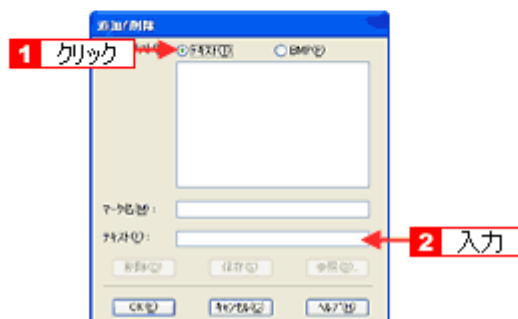 追加/削除
1 クリック
テキスト(T) BMP(B)
マーク名(M):
テキスト(X):
2 入力
削除(D) 保存(S) 参照(B)...
OK(O) キャンセル(C) ヘルプ(H)